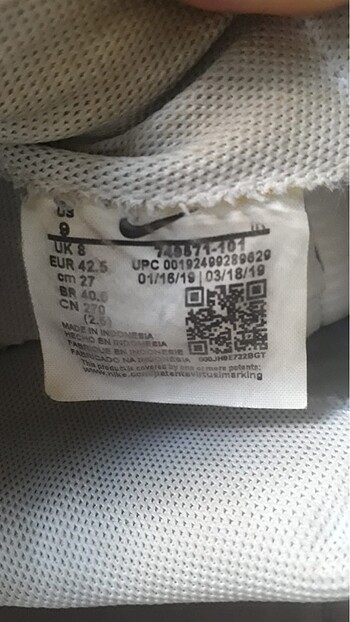 US
9
UK 8
EUR 42.5
cm 27
BR 40.5
CN 270
(2.5)
749571-101
UPC 00192499289629
01/16/19 | 03/18/19
MADE IN INDONESIA
HECHO EN INDONESIA
FABRIQUE EN INDONESIE
FABRICADO NA INDONESIA
000JH8E722BGT
This product is covered by one or more patents:
www.nike.com/patentsvirtualmarking